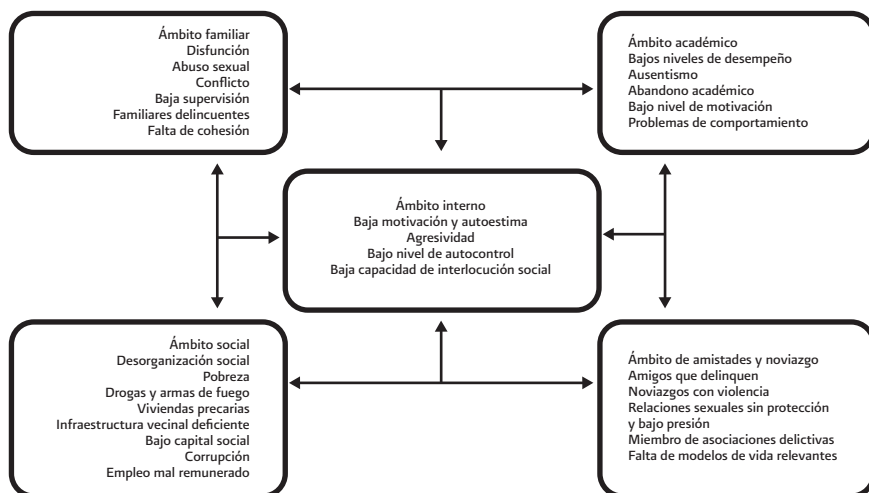 Ámbito familiar
Disfunción
Abuso sexual
Conflicto
Baja supervisión
Familiares delincuentes
Falta de cohesión
Ámbito académico
Bajos niveles de desempeño
Ausentismo
Abandono académico
Bajo nivel de motivación
Problemas de comportamiento
Ámbito interno
Baja motivación y autoestima
Agresividad
Bajo nivel de autocontrol
Baja capacidad de interlocución social
Ámbito social
Desorganización social
Pobreza
Drogas y armas de fuego
Viviendas precarias
Infraestructura vecinal deficiente
Bajo capital social
Corrupción
Empleo mal remunerado
Ámbito de amistades y noviazgo
Amigos que delinquen
Noviazgos con violencia
Relaciones sexuales sin protección
y bajo presión
Miembro de asociaciones delictivas
Falta de modelos de vida relevantes